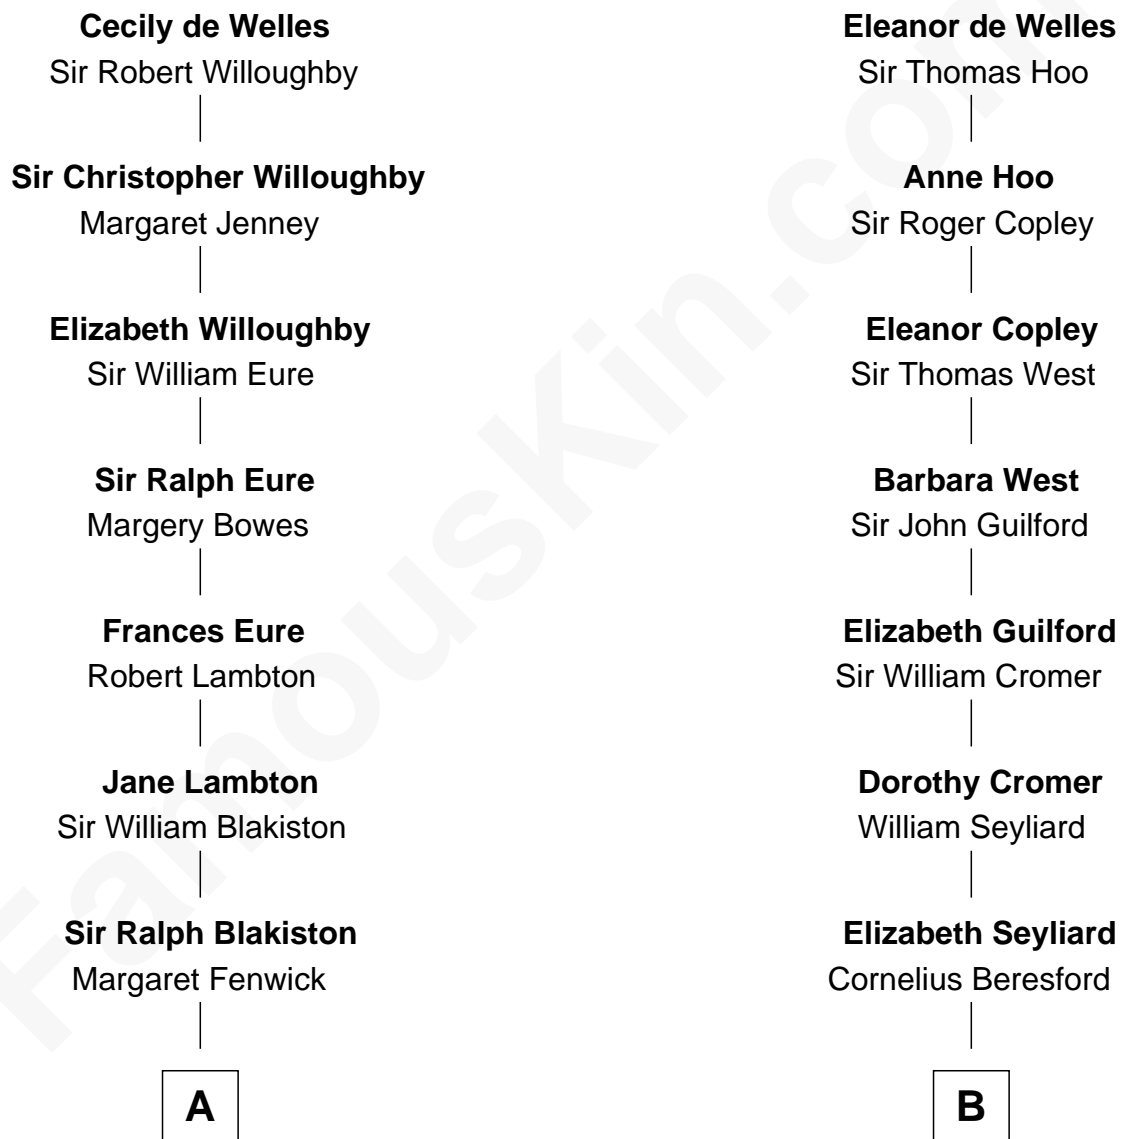 Cecily de Welles
Sir Robert Willoughby
Sir Christopher Willoughby
Margaret Jenney
Elizabeth Willoughby
Sir William Eure
Sir Ralph Eure
Margery Bowes
Frances Eure
Robert Lambton
Jane Lambton
Sir William Blakiston
Sir Ralph Blakiston
Margaret Fenwick
A
Eleanor de Welles
Sir Thomas Hoo
Anne Hoo
Sir Roger Copley
Eleanor Copley
Sir Thomas West
Barbara West
Sir John Guilford
Elizabeth Guilford
Sir William Cromer
Dorothy Cromer
William Seyliard
Elizabeth Seyliard
Cornelius Beresford
B
FamousKin.com